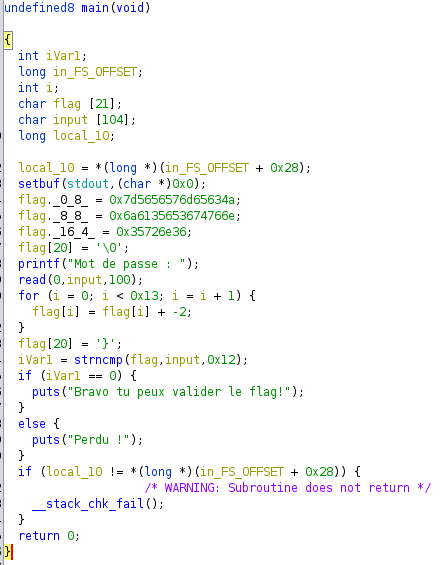 undefined8 main(void)
{
int iVar1;
long in_FS_OFFSET;
int i;
char flag [21];
char input [104];
long local_10;
local_10 = *(long *)(in_FS_OFFSET + 0x28);
setbuf(stdout,(char *)0x0);
flag._0_8_ = 0x7d5656576d65634a;
flag._8_8_ = 0x6a6135653674766e;
flag._16_4_ = 0x35726e36;
flag[20] = '\0';
printf("Mot de passe : ");
read(0,input,100);
for (i = 0; i < 0x13; i = i + 1) {
flag[i] = flag[i] + -2;
}
flag[20] = '}';
iVar1 = strncmp(flag,input,0x12);
if (iVar1 == 0) {
puts("Bravo tu peux valider le flag!");
}
else {
puts("Perdu !");
}
if (local_10 != *(long *)(in_FS_OFFSET + 0x28)) {
/* WARNING: Subroutine does not return */
__stack_chk_fail();
}
return 0;
}